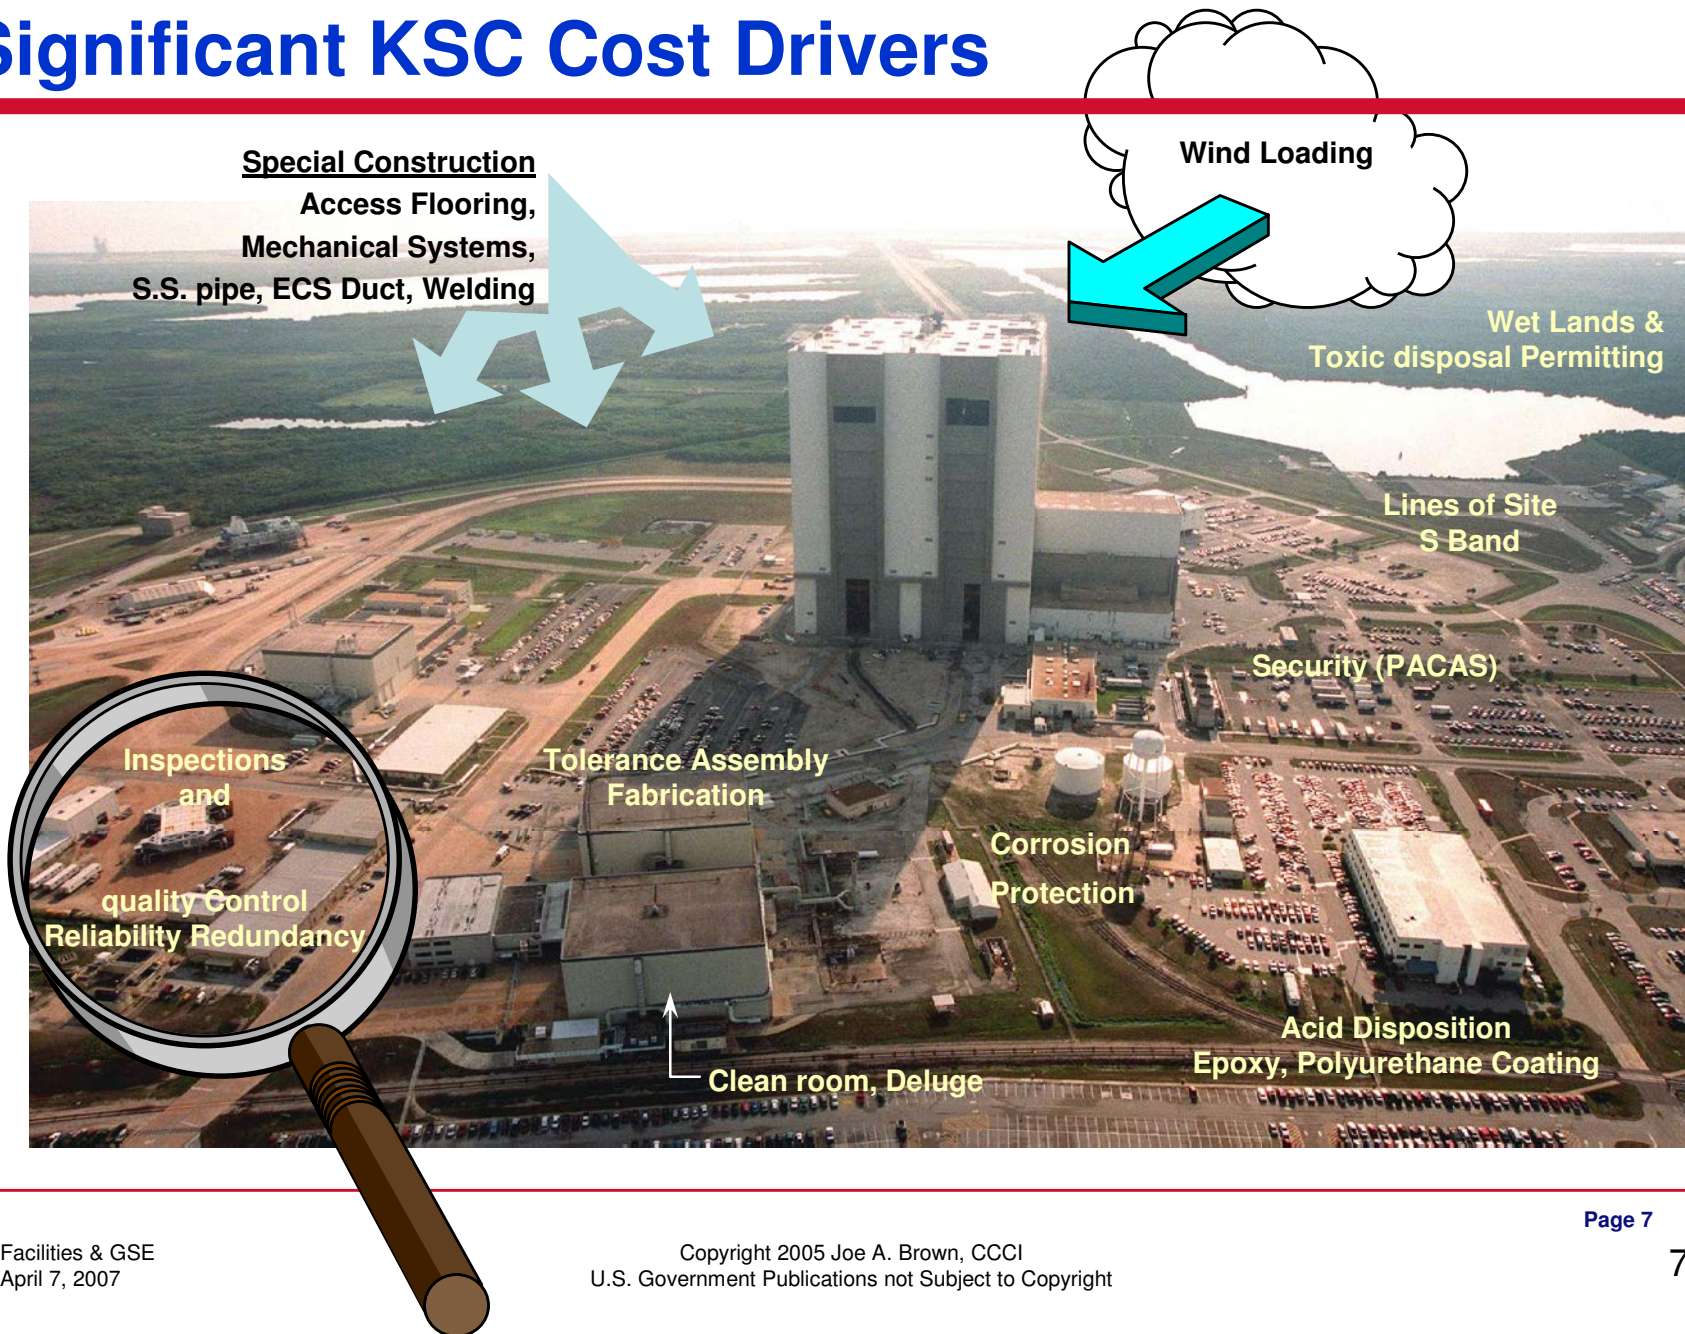 Significant KSC Cost Drivers
Wind Loading
Special Construction
Access Flooring,
Mechanical Systems,
S.S. pipe, ECS Duct, Welding
Wet Lands &
Toxic disposal Permitting
Lines of Site
S Band
Security (PACAS)
Inspections
and
quality Control
Reliability Redundancy
Tolerance Assembly
Fabrication
Corrosion
Protection
Acid Disposition
Epoxy, Polyurethane Coating
Clean room, Deluge
Page 7
Facilities & GSE
April 7, 2007
Copyright 2005 Joe A. Brown, CCCI
U.S. Government Publications not Subject to Copyright
7